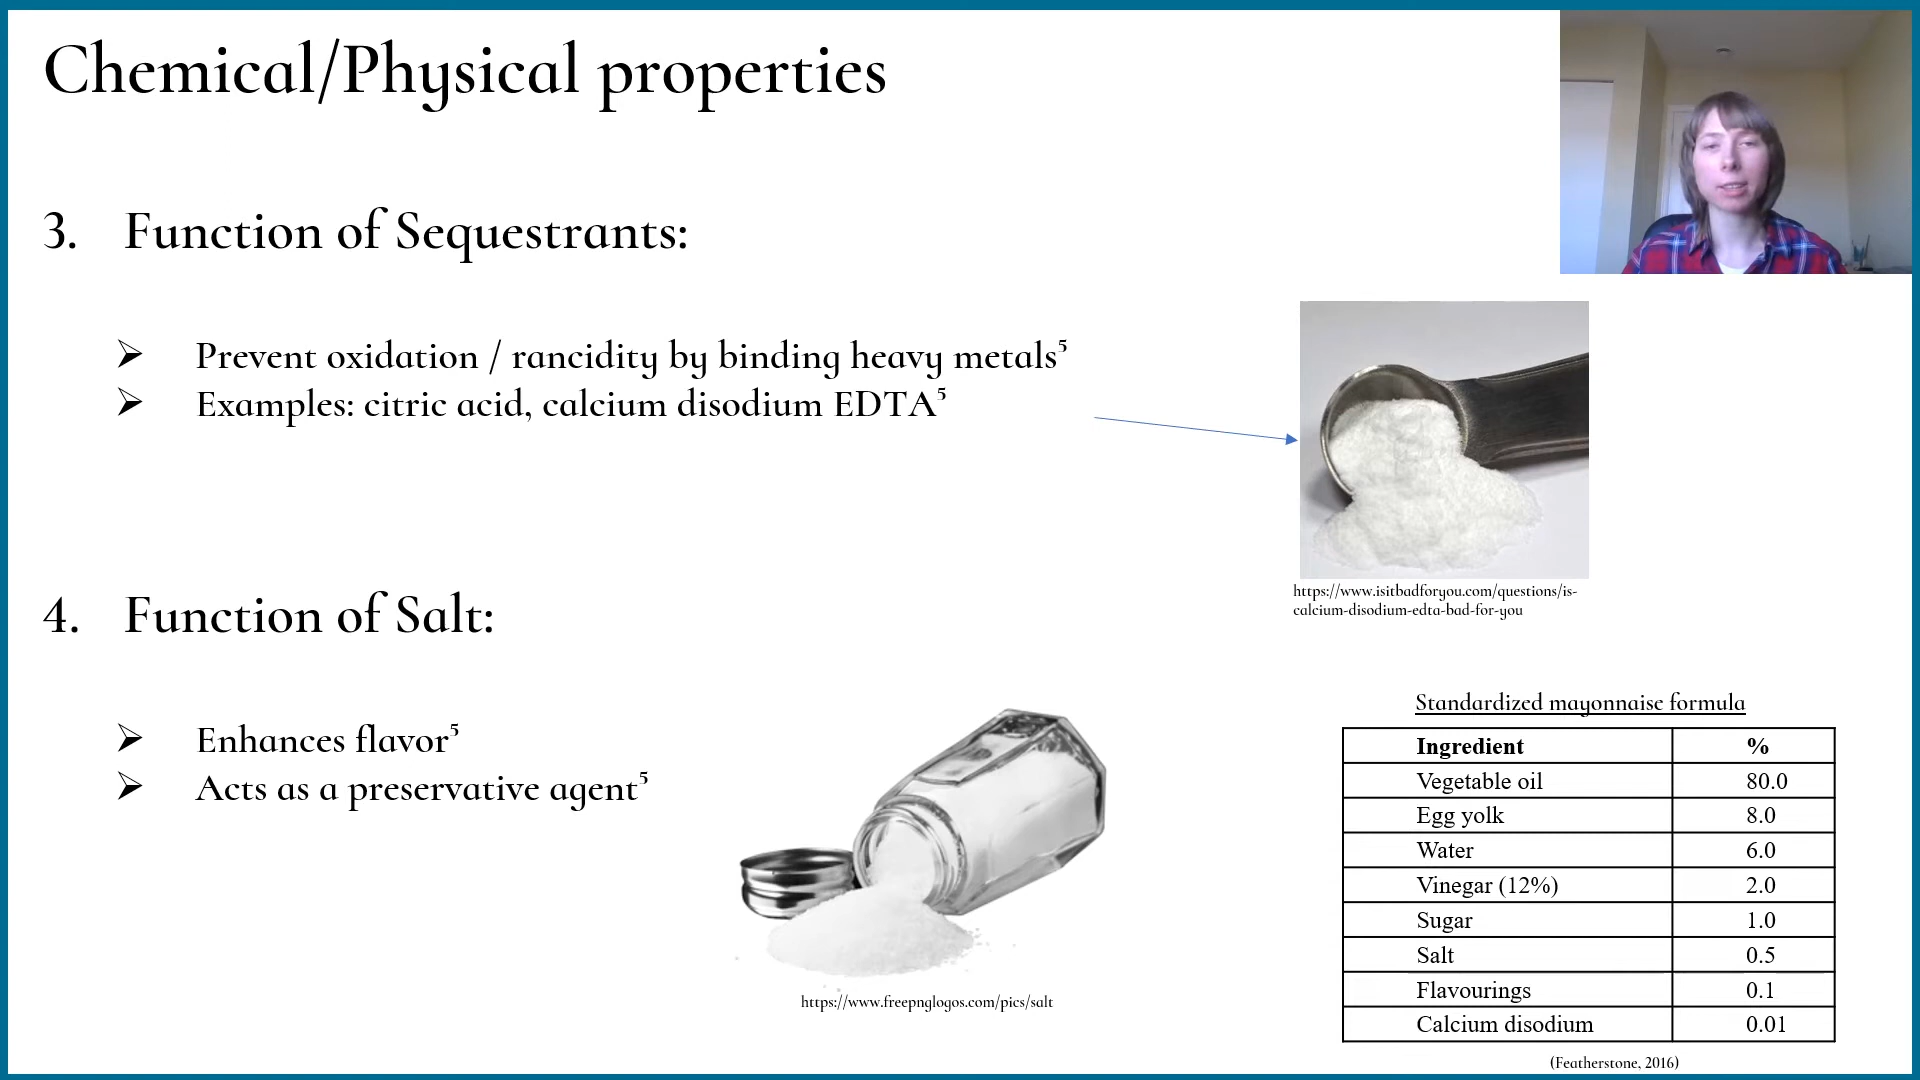 Chemical/Physical properties
3. Function of Sequestrants:
➢ Prevent oxidation / rancidity by binding heavy metals⁵
➢ Examples: citric acid, calcium disodium EDTA⁵
https://www.isitbadforyou.com/questions/is-
calcium-disodium-edta-bad-for-you
4. Function of Salt:
➢ Enhances flavor⁵
➢ Acts as a preservative agent⁵
https://www.freepnglogos.com/pics/salt
Standardized mayonnaise formula
Ingredient %
Vegetable oil 80.0
Egg yolk 8.0
Water 6.0
Vinegar (12%) 2.0
Sugar 1.0
Salt 0.5
Flavourings 0.1
Calcium disodium 0.01
(Featherstone, 2016)